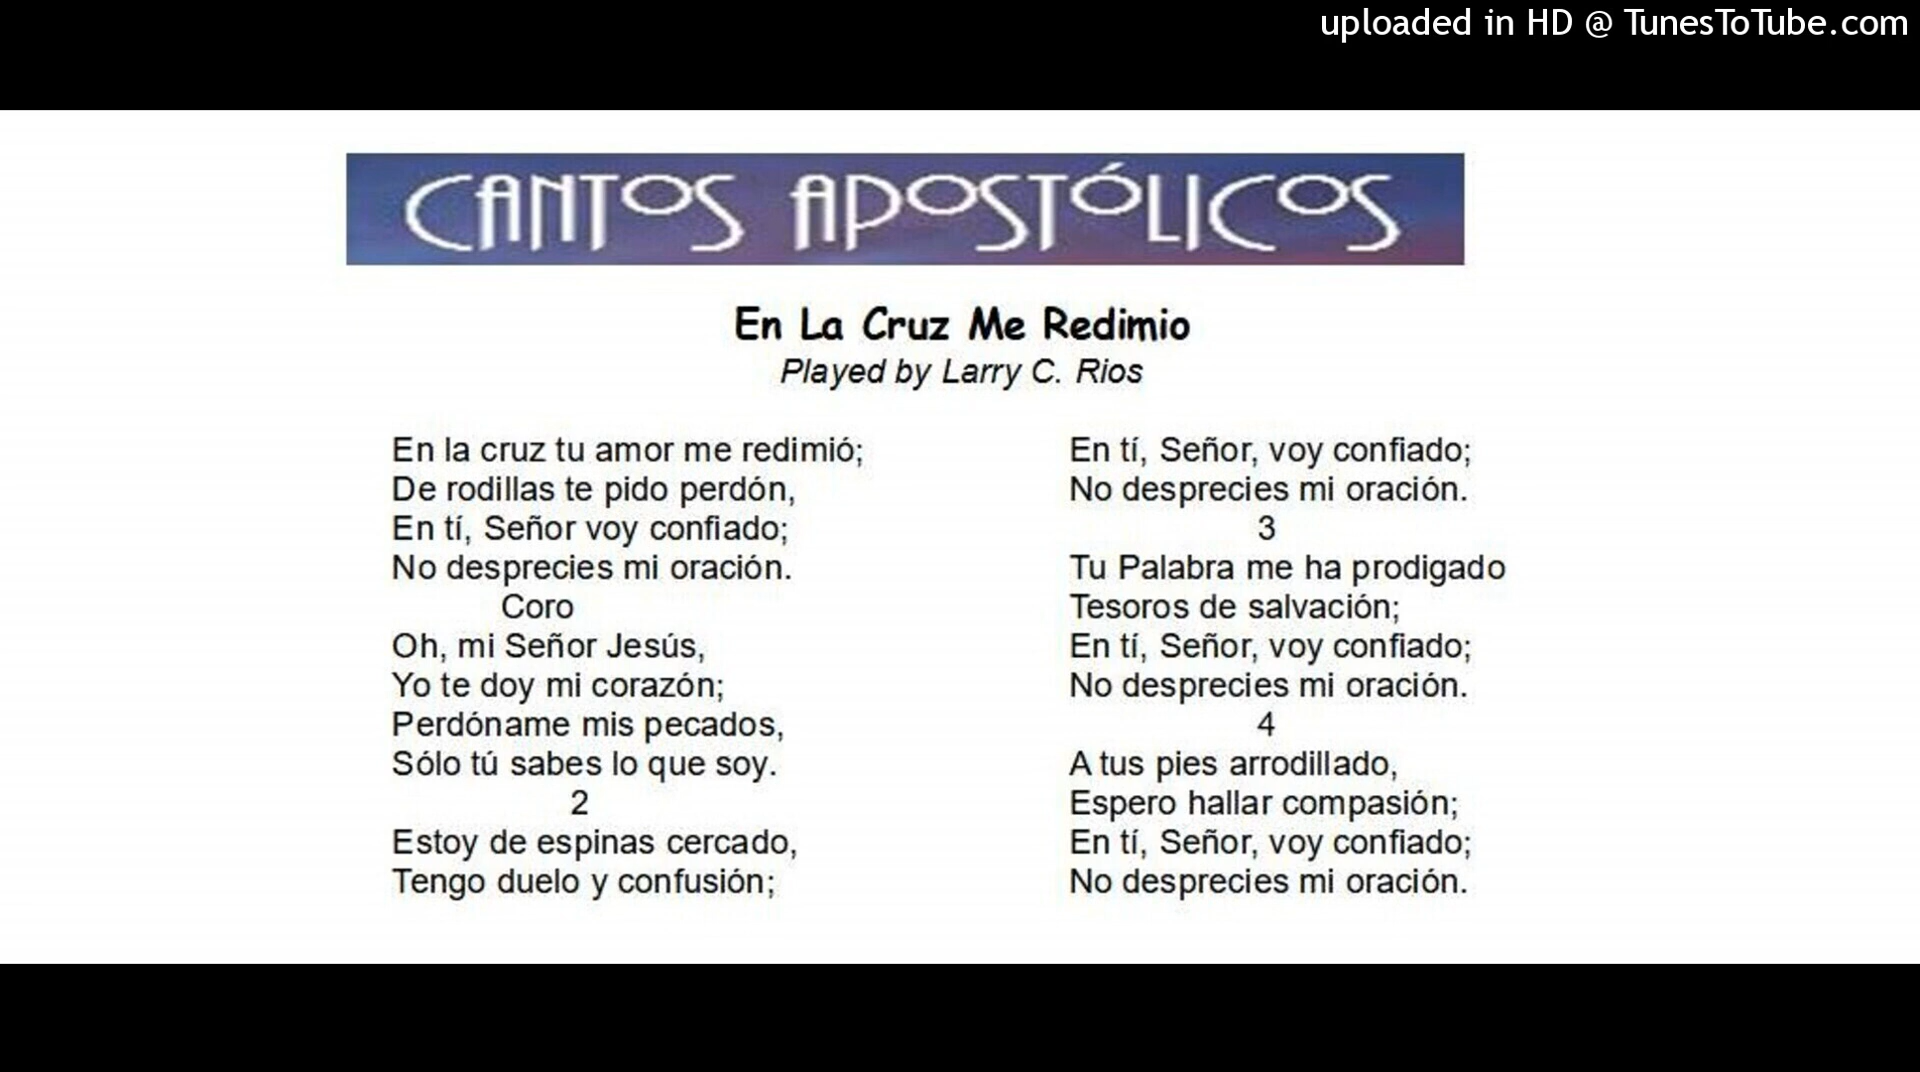 uploaded in HD @ TunesToTube.com
CANTOS APOSTÓLICOS
En La Cruz Me Redimio
Played by Larry C. Rios
En la cruz tu amor me redimió;
De rodillas te pido perdón,
En tí, Señor voy confiado;
No desprecies mi oración.
Coro
Oh, mi Señor Jesús,
Yo te doy mi corazón;
Perdóname mis pecados,
Sólo tú sabes lo que soy.
2
Estoy de espinas cercado,
Tengo duelo y confusión;
En tí, Señor, voy confiado;
No desprecies mi oración.
3
Tu Palabra me ha prodigado
Tesoros de salvación;
En tí, Señor, voy confiado;
No desprecies mi oración.
4
A tus pies arrodillado,
Espero hallar compasión;
En tí, Señor, voy confiado;
No desprecies mi oración.